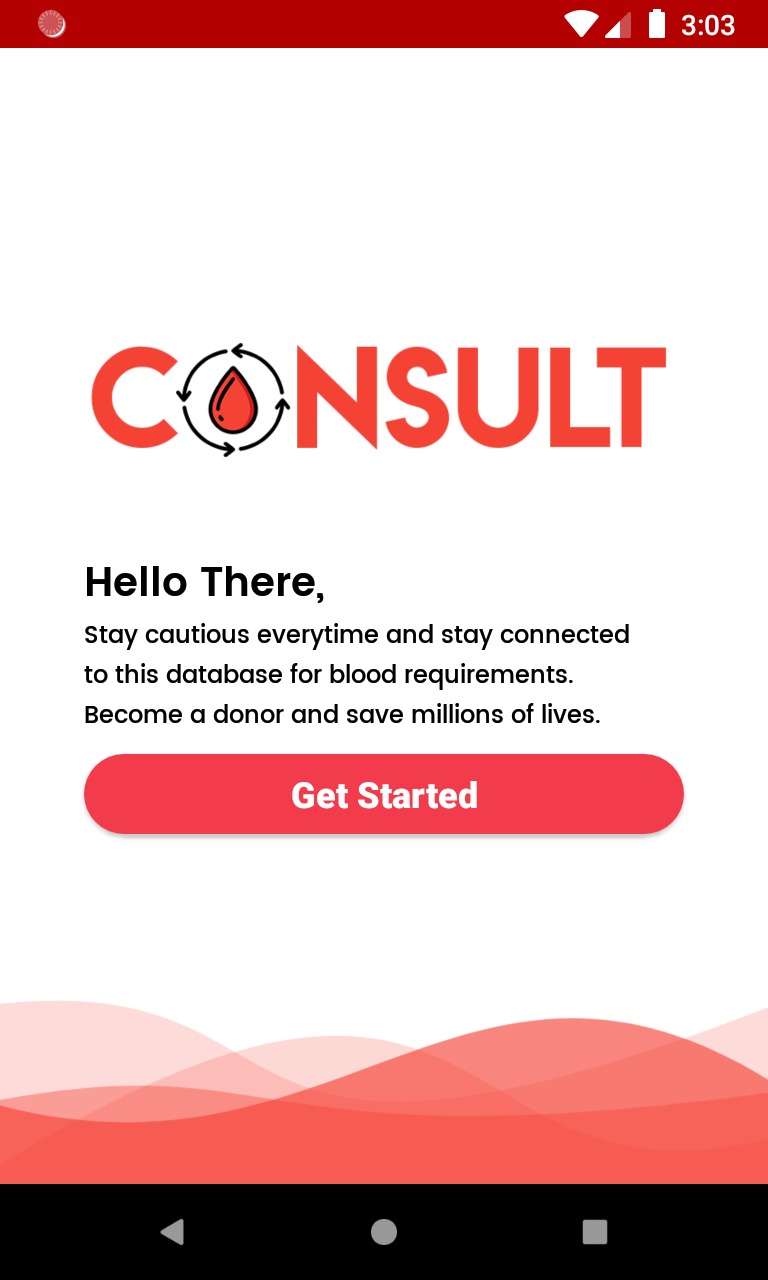 3:03
CONSULT
Hello There,
Stay cautious everytime and stay connected
to this database for blood requirements.
Become a donor and save millions of lives.
Get Started